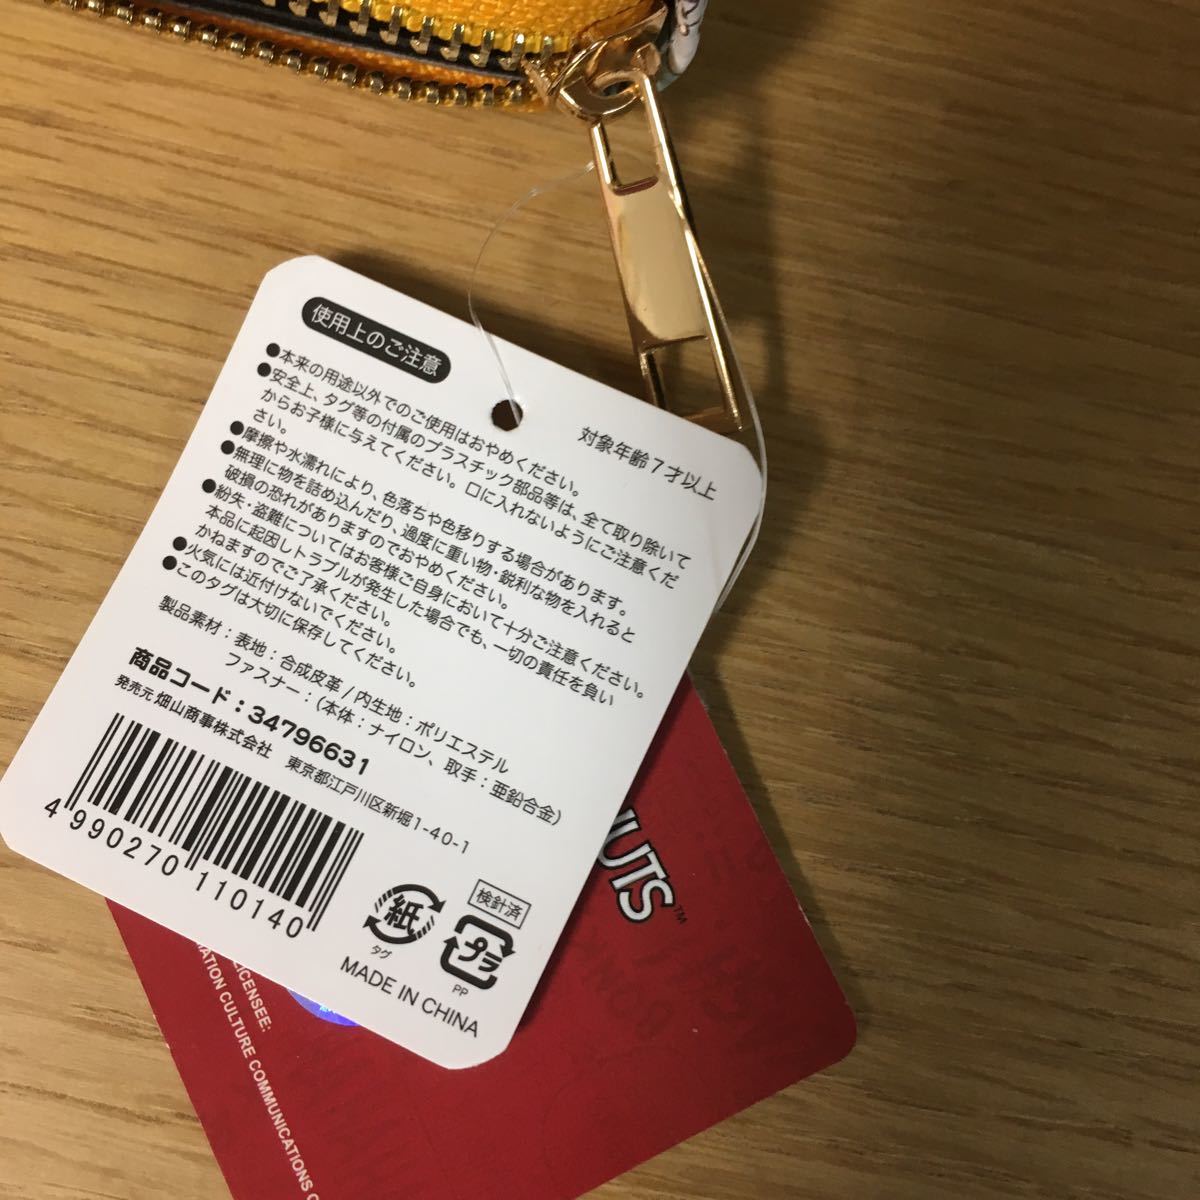 使用上のご注意
対象年齢7才以上
●本来の用途以外でのご使用はおやめください。
●安全上、タグ等の付属のプラスチック部品等は、全て取り除いて
からお子様に与えてください。口に入れないようにご注意くだ
さい。
●摩擦や水濡れにより、色落ちや色移りする場合があります。
●無理に物を詰め込んだり、過度に重い物・鋭利な物を入れると
破損の恐れがありますのでおやめください。
●紛失・盗難についてはお客様ご自身において十分ご注意ください。
本品に起因しトラブルが発生した場合でも、一切の責任を負い
かねますのでご了承ください。
●火気には近付けないでください。
●このタグは大切に保存してください。
製品素材：表地：合成皮革/内生地：ポリエステル
ファスナー：(本体：ナイロン、取手：亜鉛合金)
商品コード：34796631
発売元 畑山商事株式会社 東京都江戸川区新堀1-40-1
4 990270 110140
紙
タグ
検針済
プラ
PP
MADE IN CHINA
NUTS™
LICENSEE:
MATION CULTURE COMMUNICATIONS